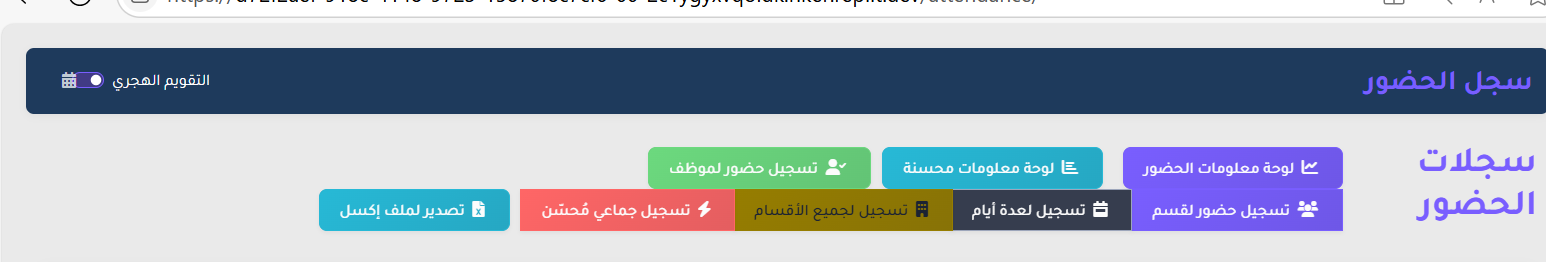 سجل الحضور
التقويم الهجري
سجلات
الحضور
لوحة معلومات الحضور
لوحة معلومات محسنة
تسجيل حضور لموظف
تسجيل حضور لقسم
تسجيل لعدة أيام
تسجيل لجميع الأقسام
تسجيل جماعي مُحسّن
تصدير لملف إكسل